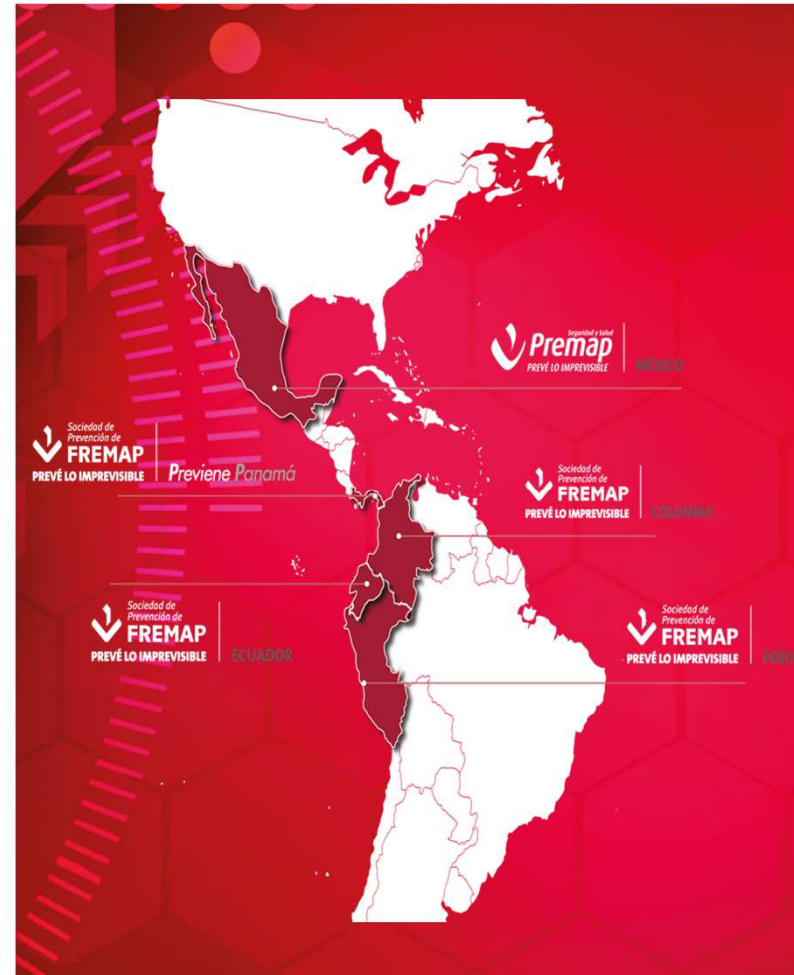 Seguridad y Salud
Premap
PREVÉ LO IMPREVISIBLE
MÉXICO
Sociedad de
Prevención de
FREMAP
PREVÉ LO IMPREVISIBLE
Previene Panamá
Sociedad de
Prevención de
FREMAP
PREVÉ LO IMPREVISIBLE
COLOMBIA
Sociedad de
Prevención de
FREMAP
PREVÉ LO IMPREVISIBLE
ECUADOR
Sociedad de
Prevención de
FREMAP
PREVÉ LO IMPREVISIBLE
PERÚ